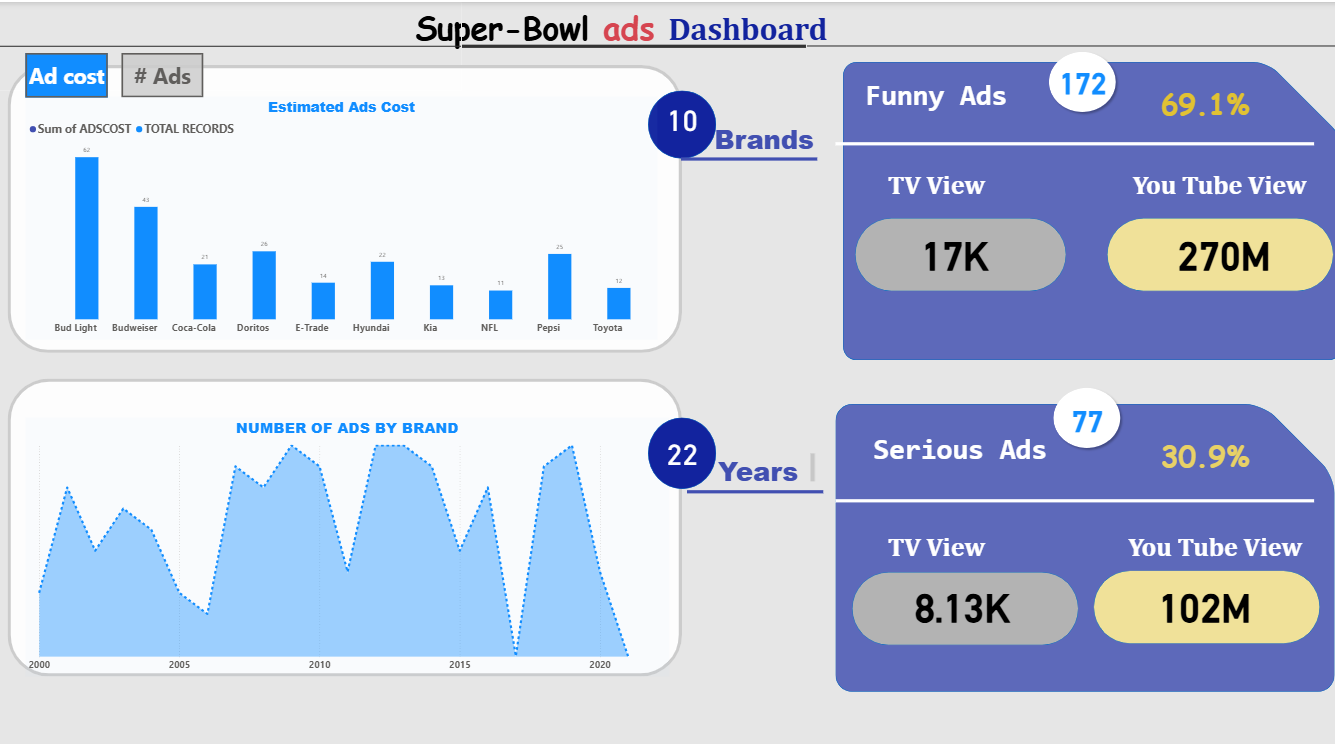 Super-Bowl ads Dashboard
Ad cost
# Ads
Estimated Ads Cost
Sum of ADSCOST TOTAL RECORDS
62
43
21
26
14
22
13
11
25
12
Bud Light Budweiser Coca-Cola Doritos E-Trade Hyundai Kia NFL Pepsi Toyota
10
Brands
NUMBER OF ADS BY BRAND
2000 2005 2010 2015 2020
22
Years
Funny Ads
172
69.1%
TV View
You Tube View
17K
270M
Serious Ads
77
30.9%
TV View
You Tube View
8.13K
102M